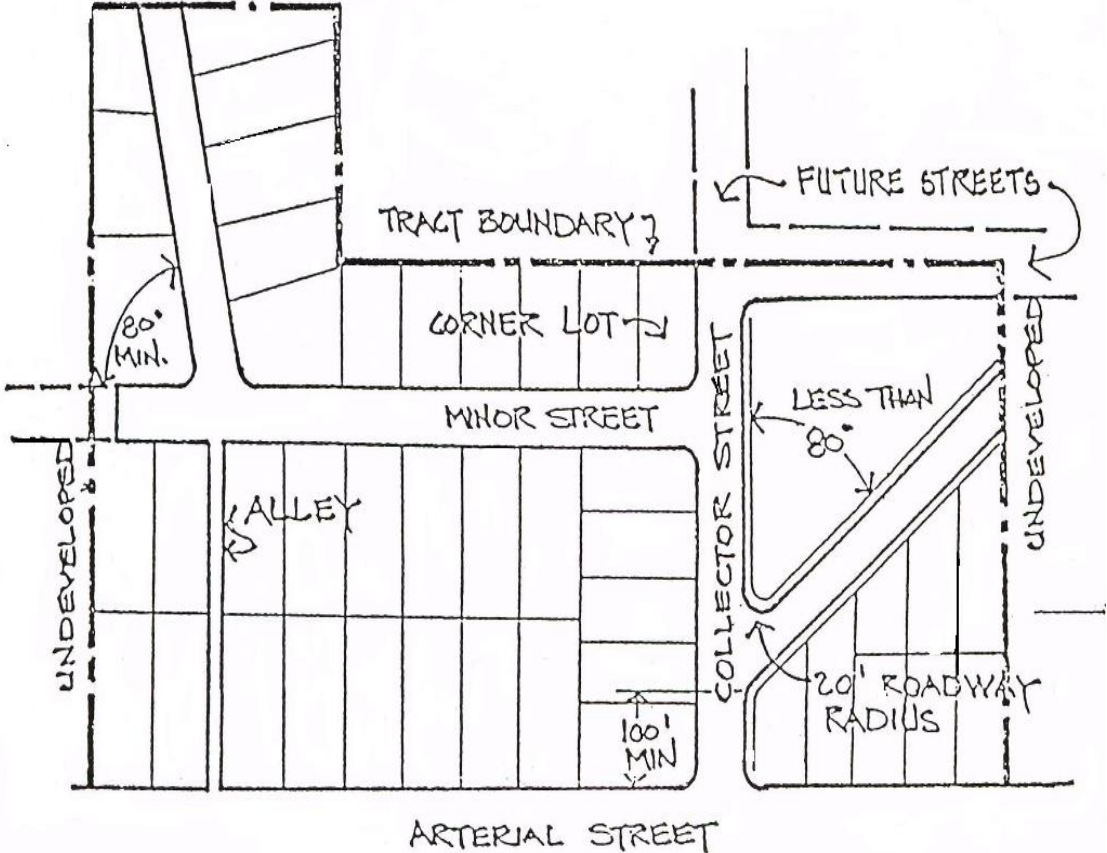 FUTURE STREETS
TRACT BOUNDARY
CORNER LOT
80°
MIN.
MINOR STREET
LESS THAN
80°
ALLEY
UNDEVELOPED
COLLECTOR STREET
UNDEVELOPED
20' ROADWAY
RADIUS
100'
MIN
ARTERIAL STREET